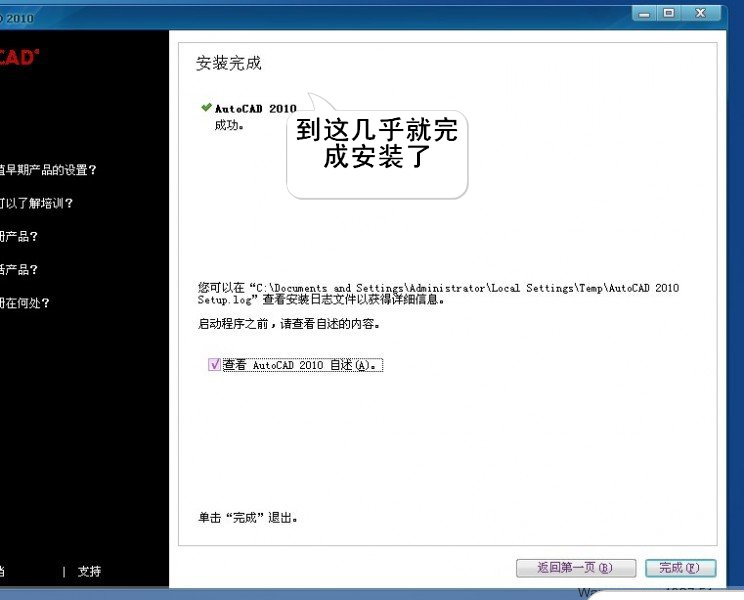 2010
CAD
安装完成
AutoCAD 2010
成功。
到这几乎就完
成安装了
早期产品的设置?
可以了解培训?
册产品?
活产品?
册在何处?
您可以在“C:\Documents and Settings\Administrator\Local Settings\Temp\AutoCAD 2010
Setup.log”查看安装日志文件以获得详细信息。
启动程序之前，请查看自述的内容。
查看 AutoCAD 2010 自述(A)。
单击“完成”退出。
| 支持
返回第一页(B)
完成(F)